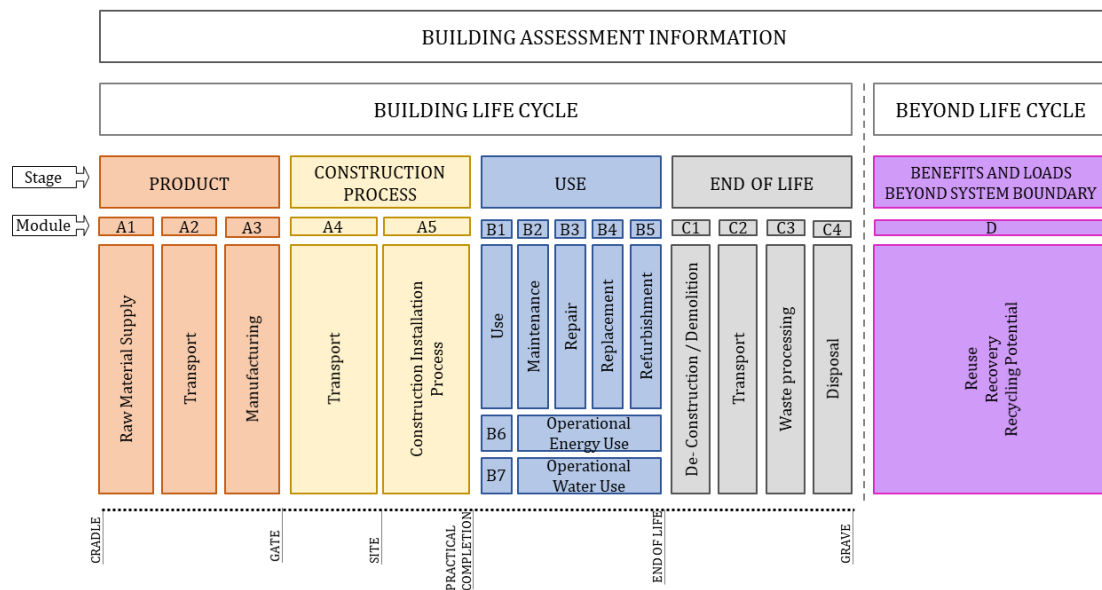 BUILDING ASSESSMENT INFORMATION
BUILDING LIFE CYCLE
BEYOND LIFE CYCLE
Stage
PRODUCT
CONSTRUCTION
PROCESS
USE
END OF LIFE
BENEFITS AND LOADS
BEYOND SYSTEM BOUNDARY
Module
A1
A2
A3
A4
A5
B1
B2
B3
B4
B5
C1
C2
C3
C4
D
Raw Material Supply
Transport
Manufacturing
Transport
Construction Installation
Process
Use
Maintenance
Repair
Replacement
Refurbishment
B6
Operational
Energy Use
B7
Operational
Water Use
De- Construction / Demolition
Transport
Waste processing
Disposal
Reuse
Recovery
Recycling Potential
CRADLE
GATE
SITE
PRACTICAL
COMPLETION
END OF LIFE
GRAVE